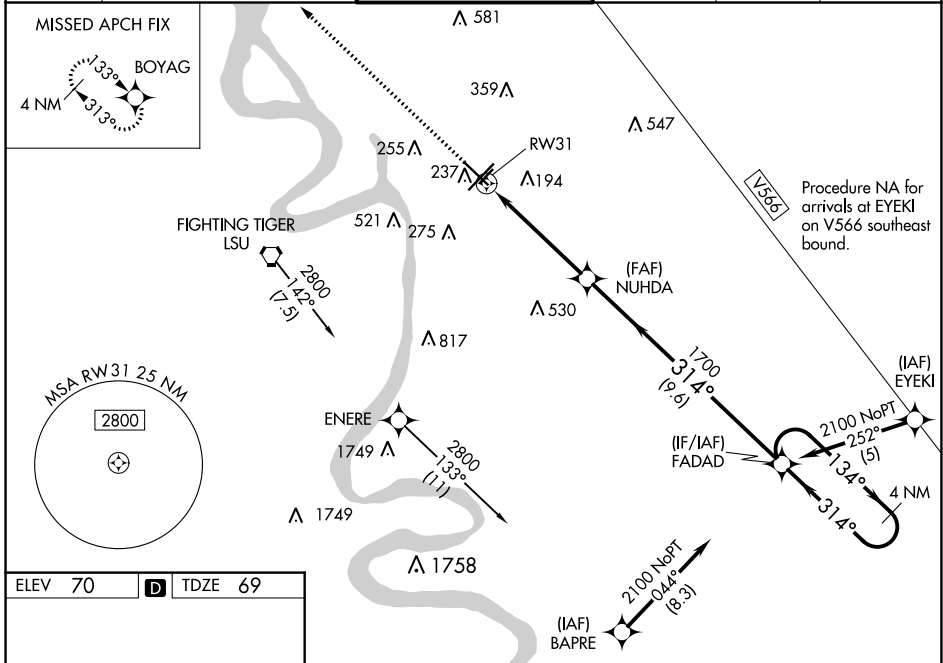 MISSED APCH FIX
BOYAG
133°
4 NM
313°
581
359
547
255
RW31
237
194
V566
Procedure NA for
arrivals at EYEKI
on V566 southeast
bound.
521
275
FIGHTING TIGER
LSU
2800
142°
(7.5)
(FAF)
NUHDA
530
817
1700
314°
(9.6)
(IAF)
EYEKI
MSA RW31 25 NM
2800
ENERE
2100 NoPT
252°
(5)
(IF/IAF)
FADAD
1749
2800
133°
(11)
134°
4 NM
314°
1749
1758
2100 NoPT
044°
(8.3)
(IAF)
BAPRE
ELEV 70 D TDZE 69